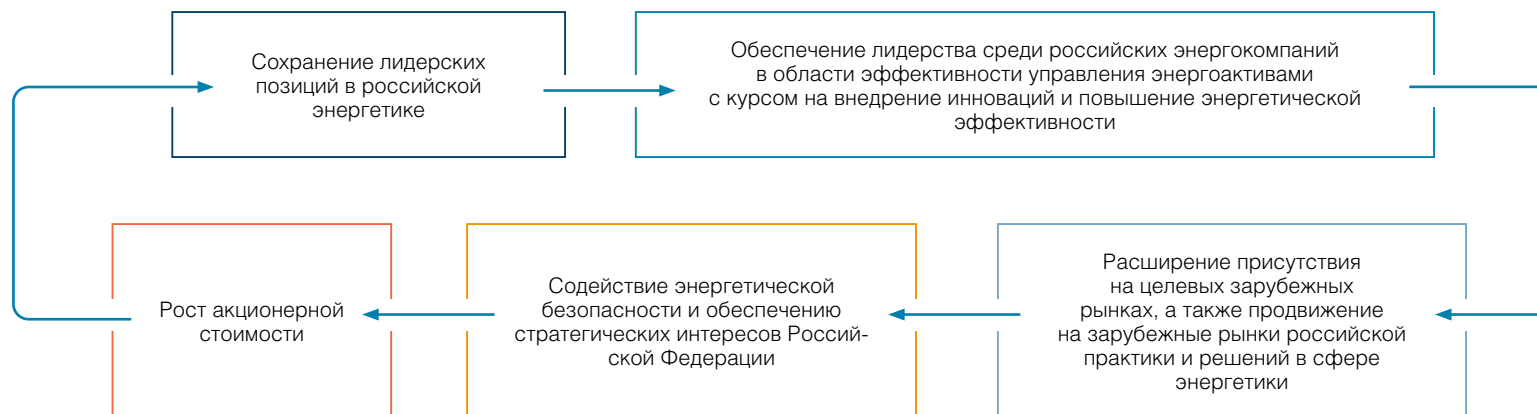 Сохранение лидерских
позиций в российской
энергетике
Обеспечение лидерства среди российских энергокомпаний
в области эффективности управления энергоактивами
с курсом на внедрение инноваций и повышение энергетической
эффективности
Расширение присутствия
на целевых зарубежных
рынках, а также продвижение
на зарубежные рынки российской
практики и решений в сфере
энергетики
Содействие энергетической
безопасности и обеспечению
стратегических интересов Россий-
ской Федерации
Рост акционерной
стоимости